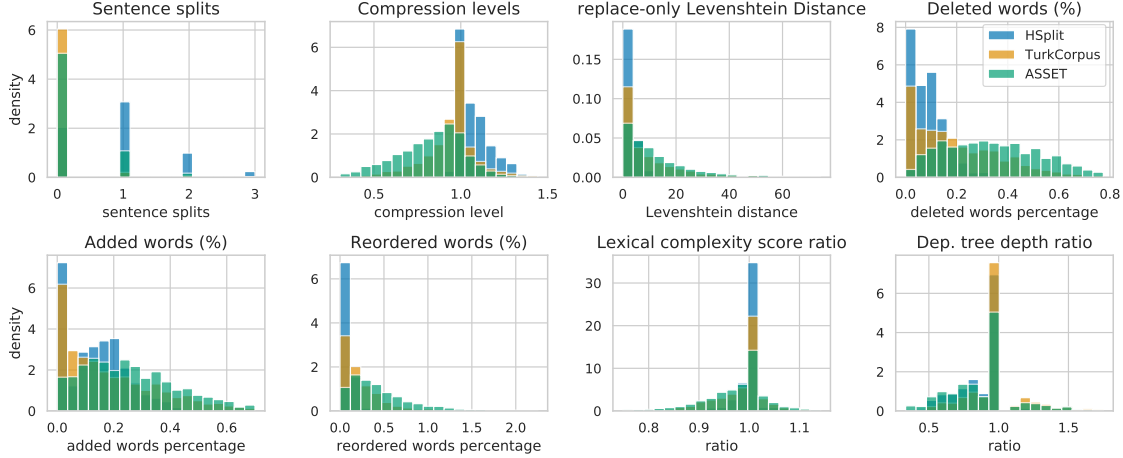 Sentence splits
Compression levels
replace-only Levenshtein Distance
Deleted words (%)
density
6
4
2
0
0 1 2 3
sentence splits
6
4
2
0
0.5 1.0 1.5
compression level
0.15
0.10
0.05
0.00
0 20 40 60
Levenshtein distance
8
6
4
2
0
HSplit
TurkCorpus
ASSET
0.0 0.2 0.4 0.6 0.8
deleted words percentage
Added words (%)
Reordered words (%)
Lexical complexity score ratio
Dep. tree depth ratio
density
6
4
2
0
0.0 0.2 0.4 0.6
added words percentage
6
4
2
0
0.0 0.5 1.0 1.5 2.0
reordered words percentage
30
20
10
0
0.8 0.9 1.0 1.1
ratio
6
4
2
0
0.5 1.0 1.5
ratio